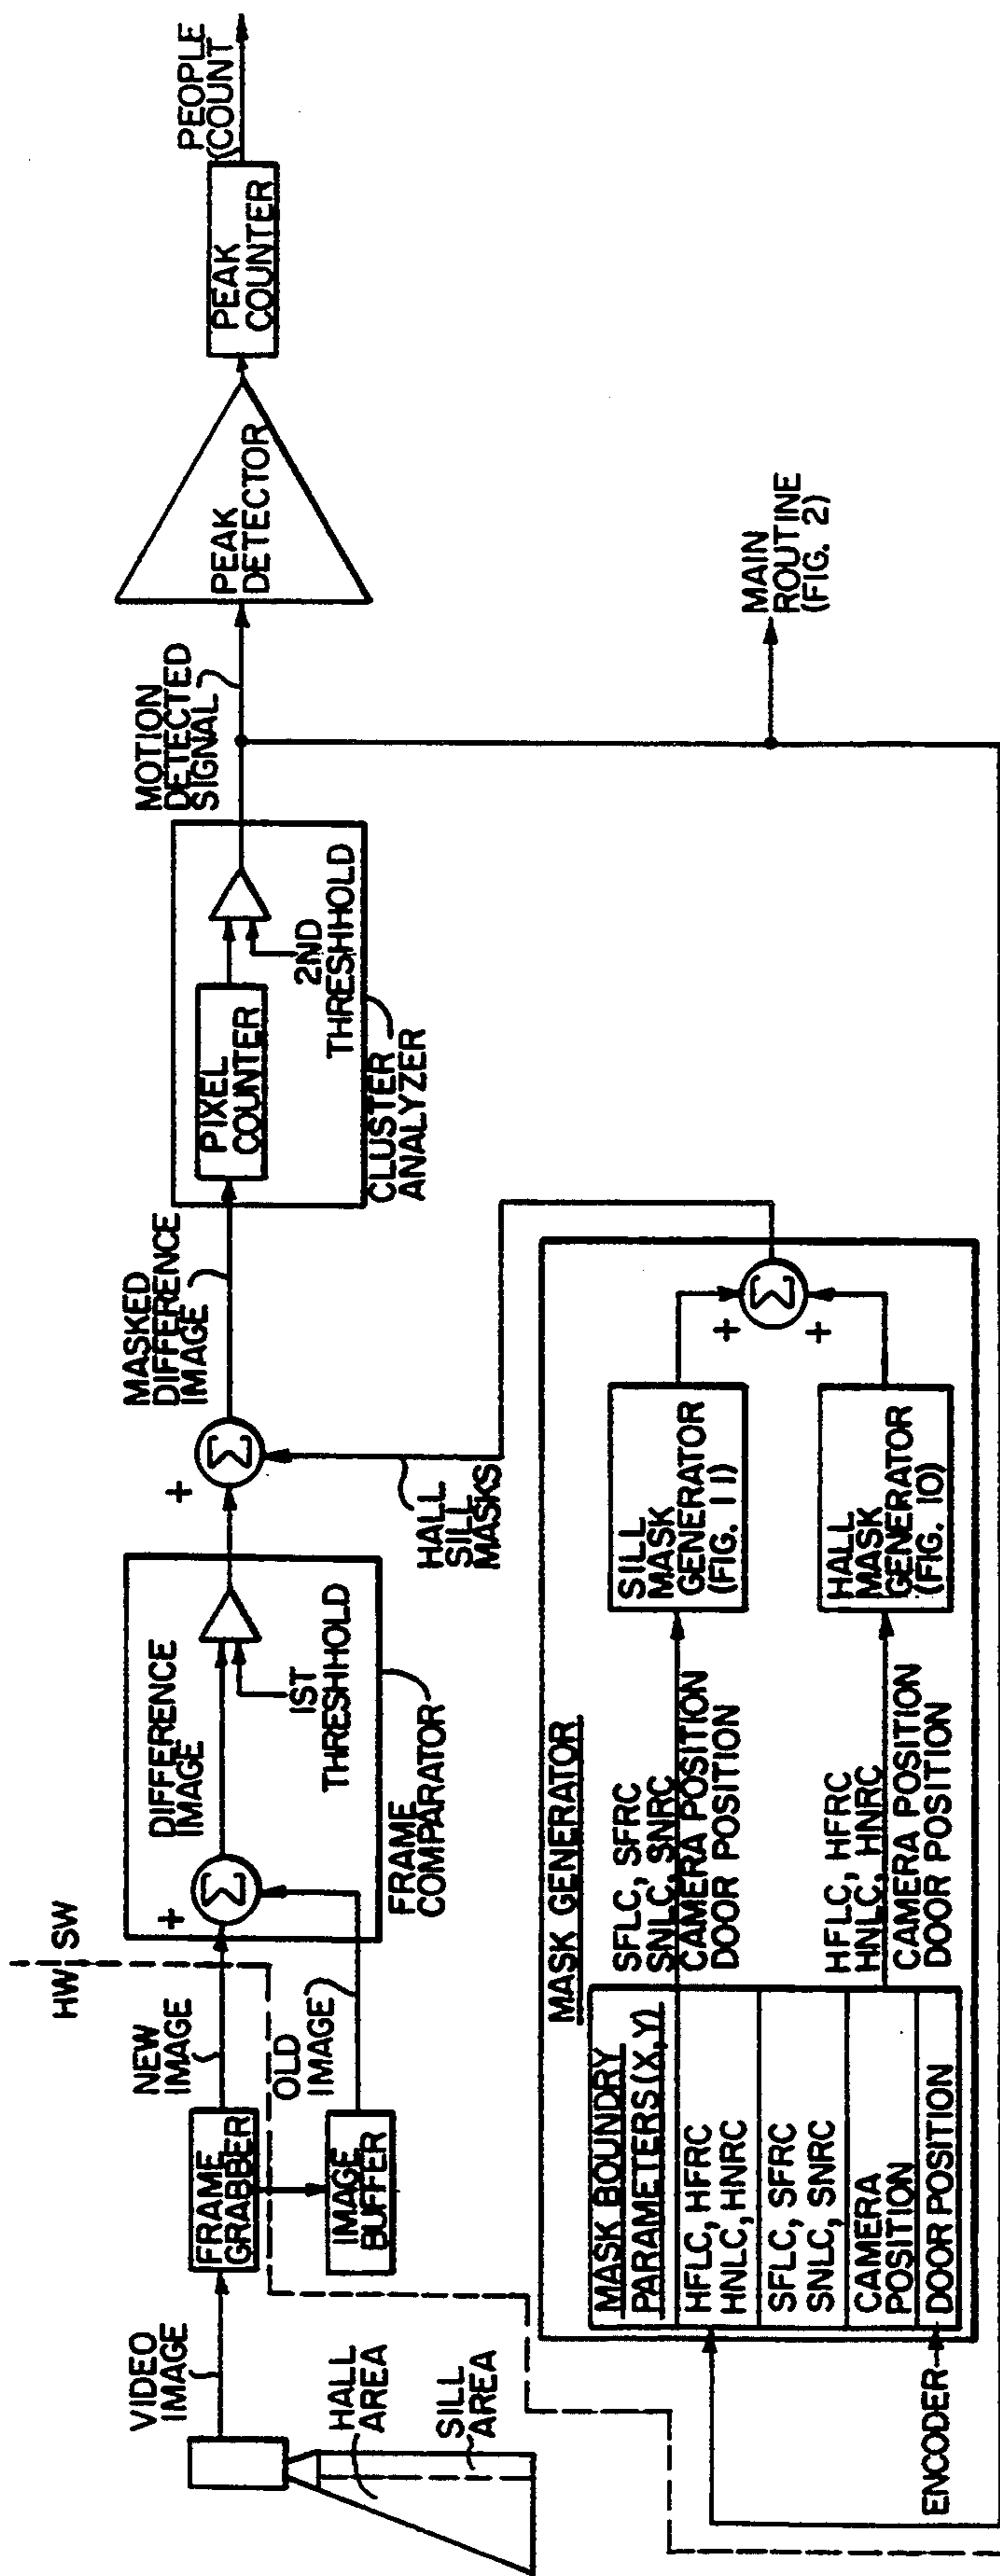 VIDEO
IMAGE
HALL
AREA
SILL
AREA
FRAME
GRABBER
IMAGE
BUFFER
NEW
IMAGE
OLD
IMAGE
HW SW
+
Σ
DIFFERENCE
IMAGE
1ST
THRESHHOLD
FRAME
COMPARATOR
+
Σ
HALL
SILL
MASKS
MASKED
DIFFERENCE
IMAGE
PIXEL
COUNTER
2ND
THRESHHOLD
CLUSTER
ANALYZER
MOTION
DETECTED
SIGNAL
PEAK
DETECTOR
PEAK
COUNTER
PEOPLE
COUNT
MAIN
ROUTINE
(FIG. 2)
MASK GENERATOR
MASK BOUNDRY
PARAMETERS (X,Y)
HFLC, HFRC
HNLC, HNRC
SFLC, SFRC
SNLC, SNRC
CAMERA
POSITION
DOOR POSITION
ENCODER
SFLC, SFRC
SNLC, SNRC
CAMERA POSITION
DOOR POSITION
HFLC, HFRC
HNLC, HNRC
CAMERA POSITION
DOOR POSITION
SILL
MASK
GENERATOR
(FIG. 11)
HALL
MASK
GENERATOR
(FIG. 10)
+
Σ
+